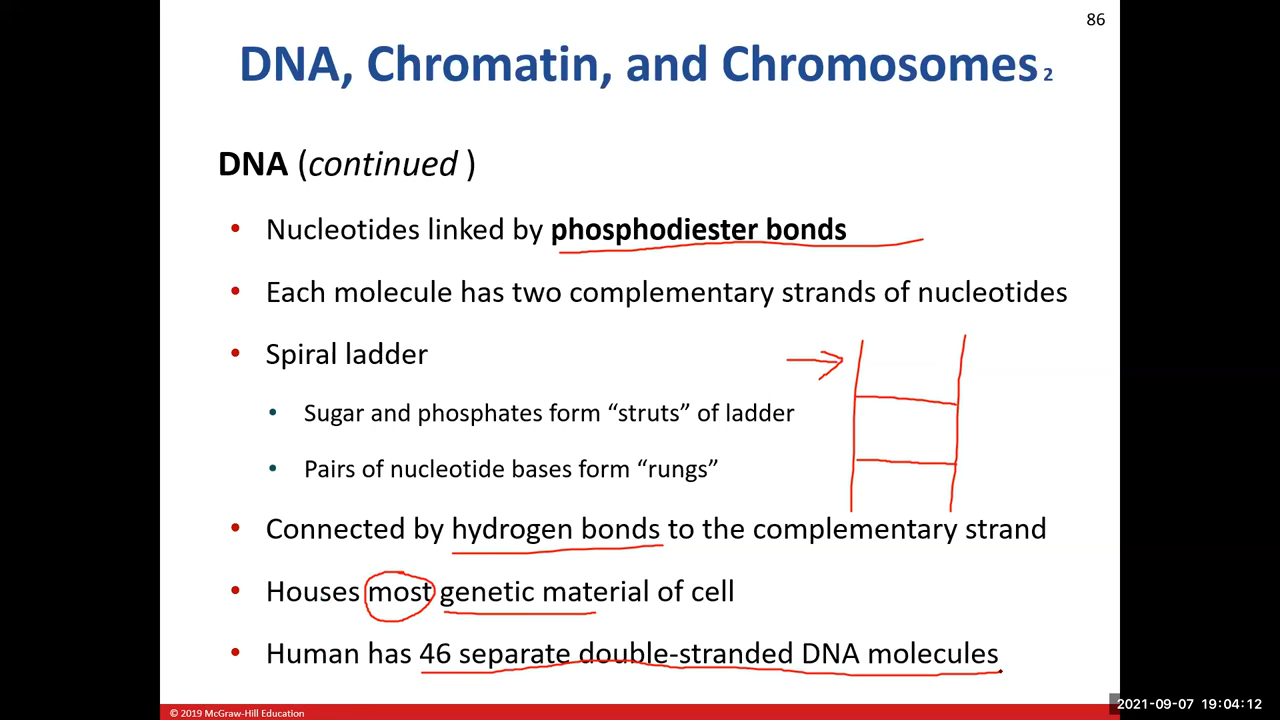 86
DNA, Chromatin, and Chromosomes 2
DNA (continued )
• Nucleotides linked by phosphodiester bonds
• Each molecule has two complementary strands of nucleotides
• Spiral ladder
• Sugar and phosphates form “struts” of ladder
• Pairs of nucleotide bases form “rungs”
• Connected by hydrogen bonds to the complementary strand
• Houses most genetic material of cell
• Human has 46 separate double-stranded DNA molecules
© 2019 McGraw-Hill Education
2021-09-07 19:04:12